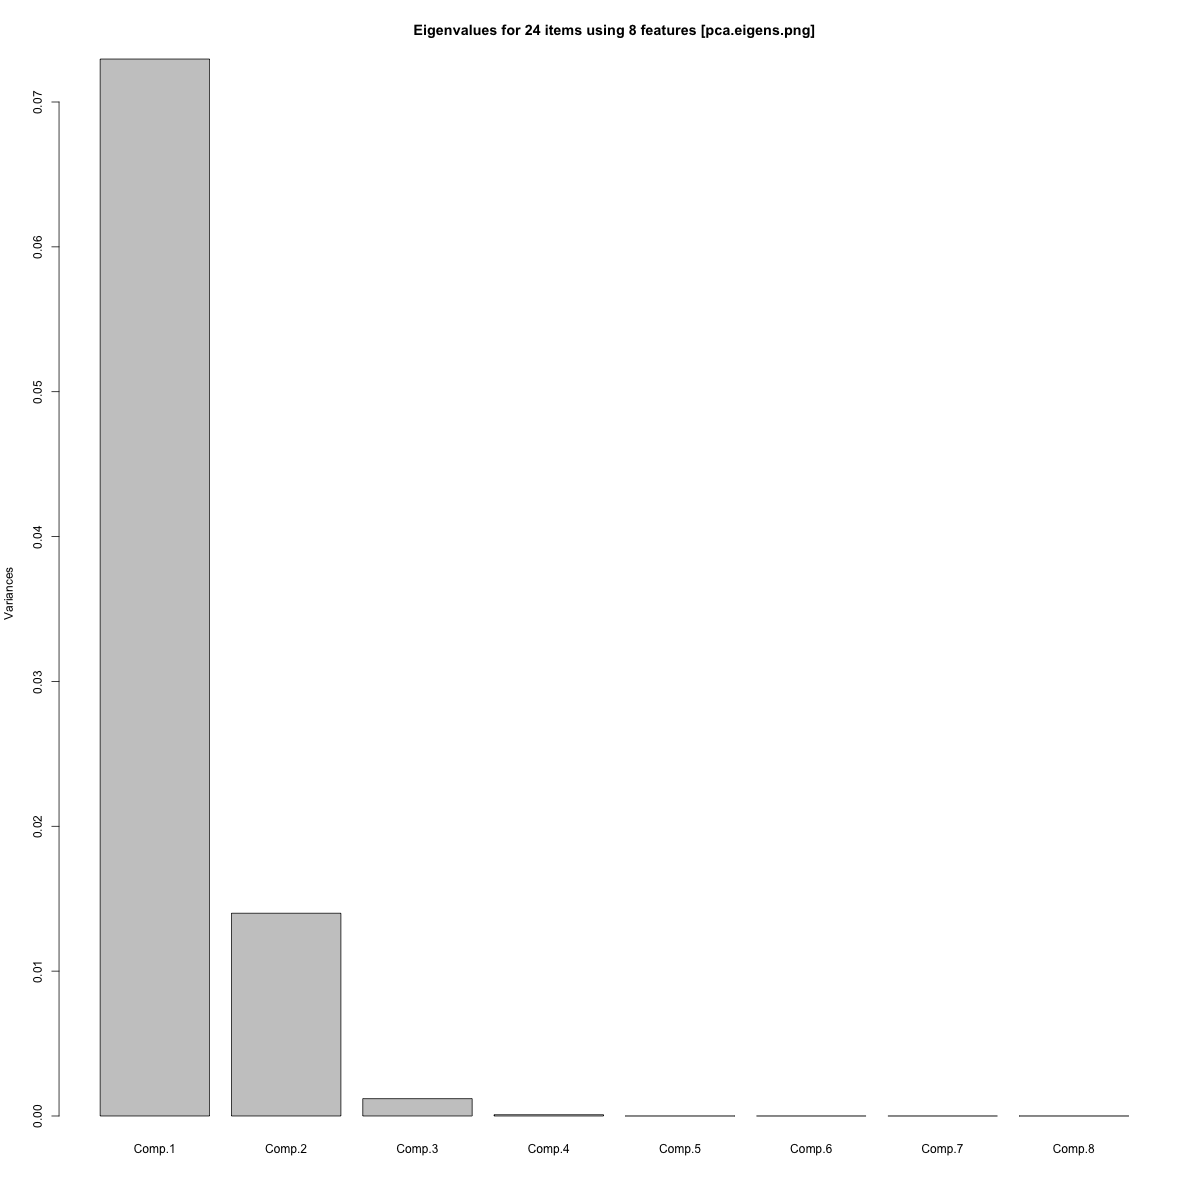 Eigenvalues for 24 items using 8 features [pca.eigens.png]
Variances
0.07
0.06
0.05
0.04
0.03
0.02
0.01
0.00
Comp.1 Comp.2 Comp.3 Comp.4 Comp.5 Comp.6 Comp.7 Comp.8